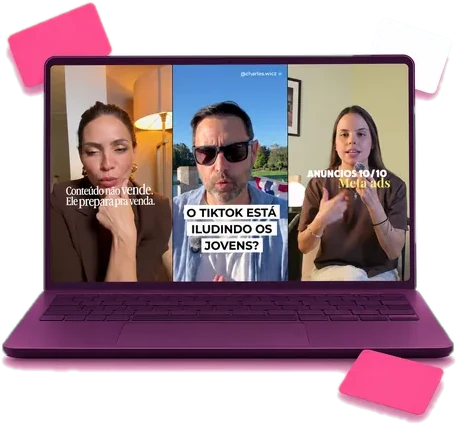 @charles.wicz
Conteúdo não vende.
Ele prepara pra venda.
O TIKTOK ESTÁ
ILUDINDO OS
JOVENS?
ANÚNCIOS 10/10
Meta ads